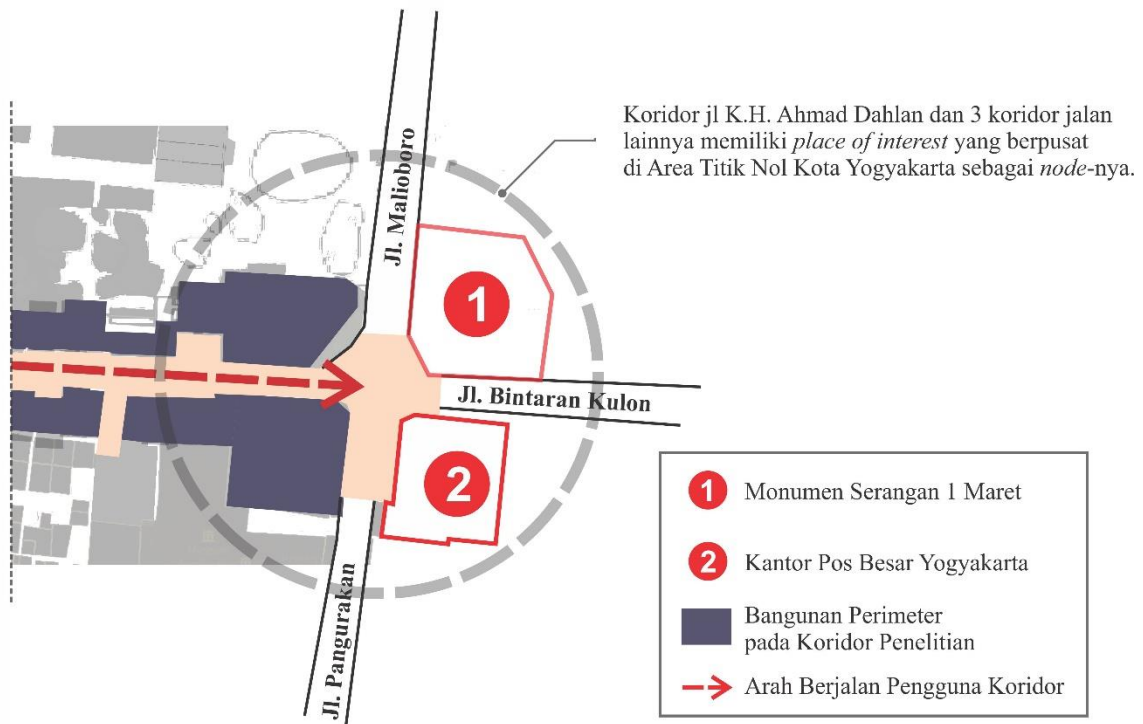 Koridor jl K.H. Ahmad Dahlan dan 3 koridor jalan
lainnya memiliki place of interest yang berpusat
di Area Titik Nol Kota Yogyakarta sebagai node-nya.
Jl. Malioboro
1
Jl. Bintaran Kulon
2
Jl. Pangurakan
1 Monumen Serangan 1 Maret
2 Kantor Pos Besar Yogyakarta
Bangunan Perimeter
pada Koridor Penelitian
Arah Berjalan Pengguna Koridor